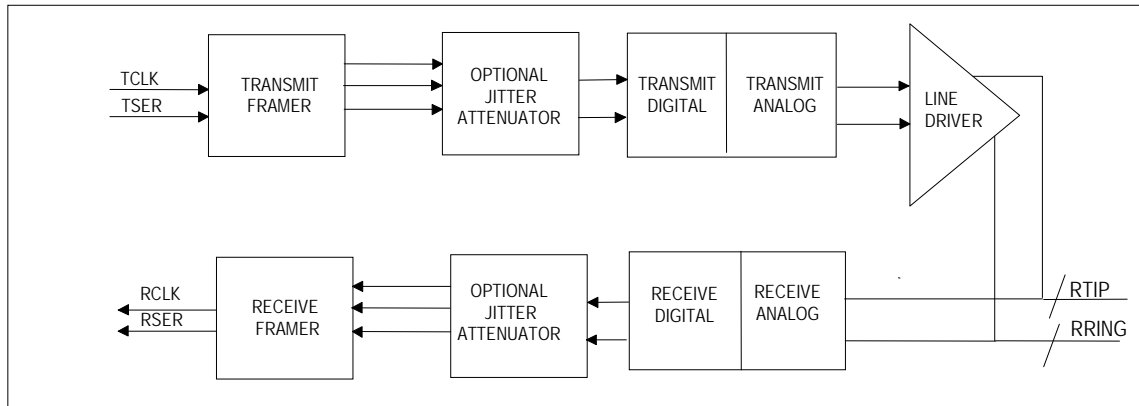 TCLK
TSER
TRANSMIT
FRAMER
OPTIONAL
JITTER
ATTENUATOR
TRANSMIT
DIGITAL
TRANSMIT
ANALOG
LINE
DRIVER
RCLK
RSER
RECEIVE
FRAMER
OPTIONAL
JITTER
ATTENUATOR
RECEIVE
DIGITAL
RECEIVE
ANALOG
RTIP
RRING